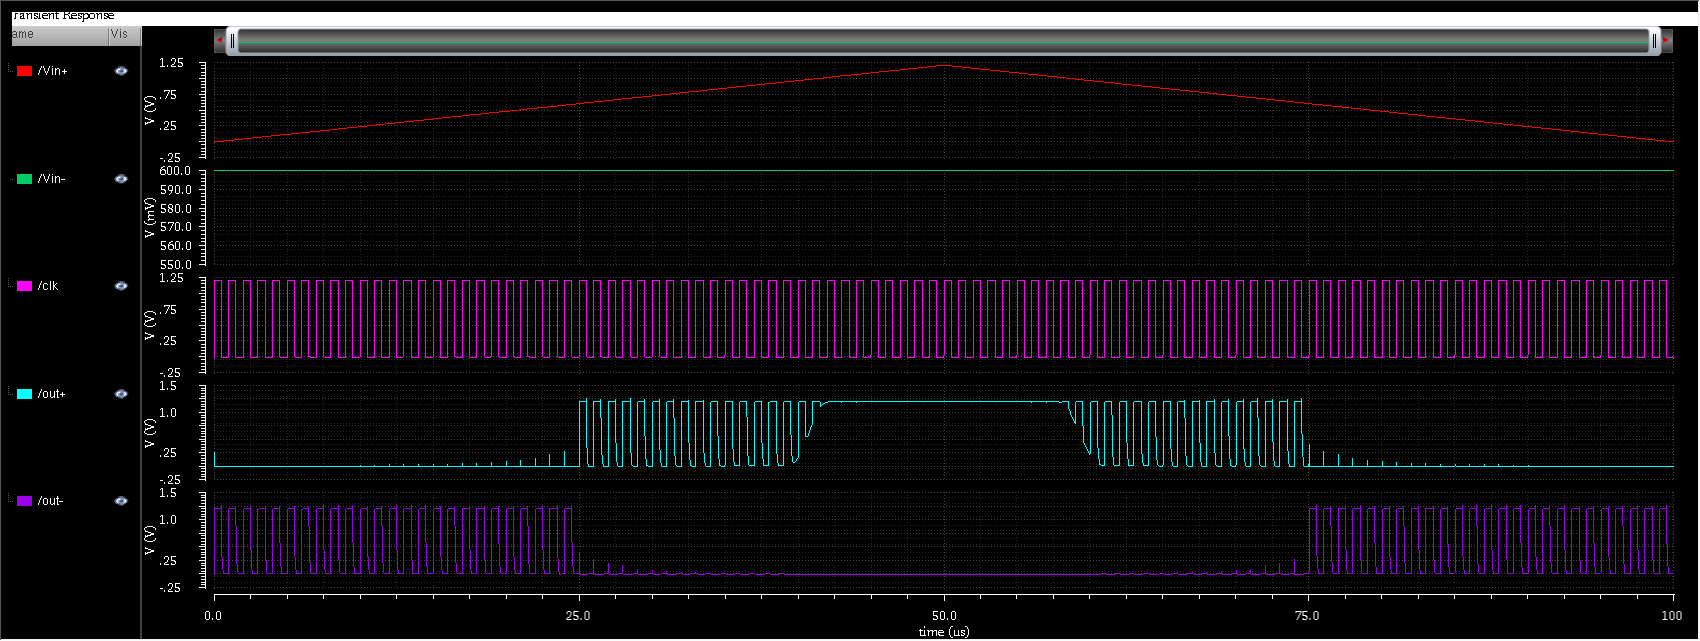 Transient Response
ame Vis
/Vin+
1.25
.75
.25
-.25
V (V)
/Vin-
600.0
590.0
580.0
570.0
560.0
550.0
V (mV)
/clk
1.25
.75
.25
-.25
V (V)
/out+
1.5
1.0
.25
-.25
V (V)
/out-
1.5
1.0
.25
-.25
V (V)
0.0 25.0 50.0 75.0 100
time (us)